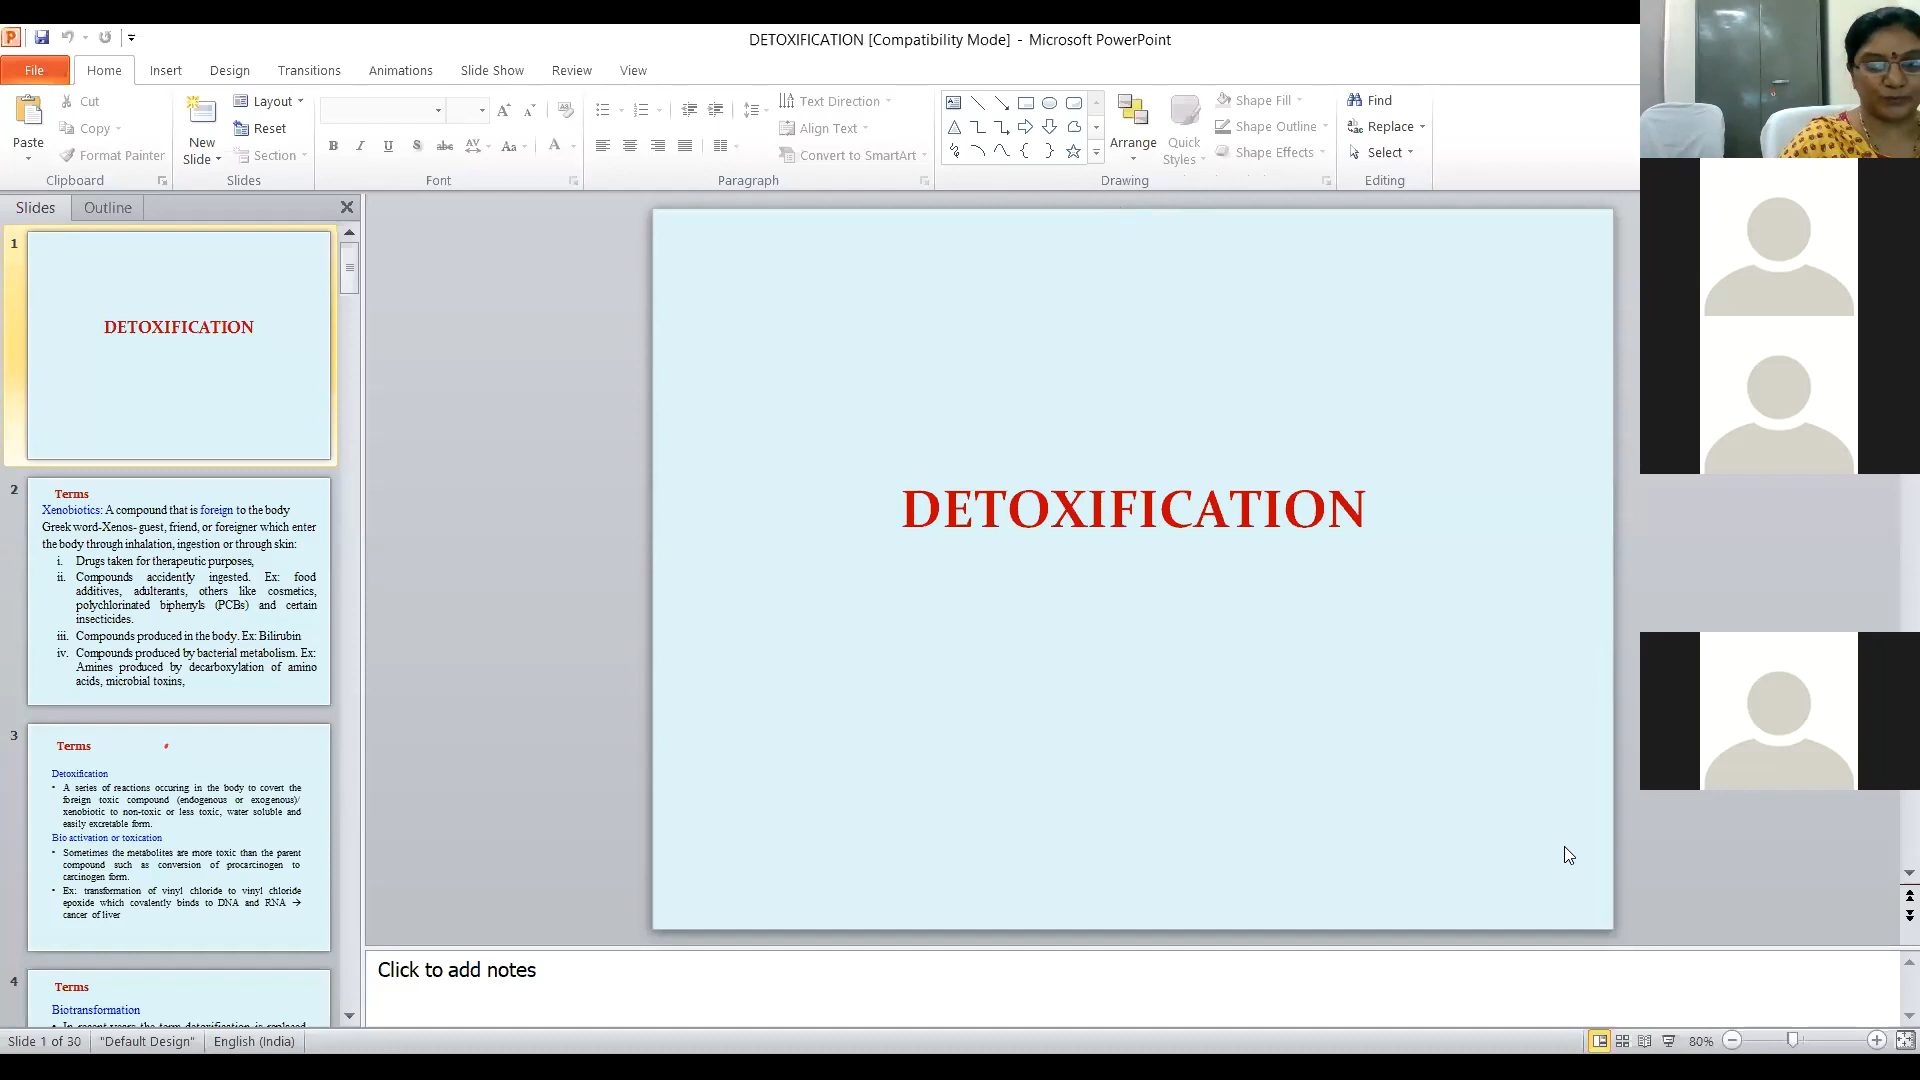 DETOXIFICATION [Compatibility Mode] - Microsoft PowerPoint
File Home Insert Design Transitions Animations Slide Show Review View
Paste
Cut
Copy
Format Painter
Clipboard
New Slide
Layout
Reset
Section
Slides
B I U S abc AV Aa A
Font
Text Direction
Align Text
Convert to SmartArt
Paragraph
Arrange
Quick Styles
Shape Fill
Shape Outline
Shape Effects
Drawing
Find
Replace
Select
Editing
Slides Outline
1
DETOXIFICATION
2
Terms
Xenobiotics: A compound that is foreign to the body
Greek word-Xenos- guest, friend, or foreigner which enter
the body through inhalation, ingestion or through skin:
i. Drugs taken for therapeutic purposes,
ii. Compounds accidently ingested. Ex: food
additives, adulterants, others like cosmetics,
polychlorinated biphenyls (PCBs) and certain
insecticides.
iii. Compounds produced in the body. Ex: Bilirubin
iv. Compounds produced by bacterial metabolism. Ex:
Amines produced by decarboxylation of amino
acids, microbial toxins,
3
Terms
Detoxification
• A series of reactions occuring in the body to covert the
foreign toxic compound (endogenous or exogenous)/
xenobiotic to non-toxic or less toxic, water soluble and
easily excretable form.
Bio activation or toxication
• Sometimes the metabolites are more toxic than the parent
compound such as conversion of procarcinogen to
carcinogen form.
• Ex: transformation of vinyl chloride to vinyl chloride
epoxide which covalently binds to DNA and RNA →
cancer of liver
4
Terms
Biotransformation
• In recent years the term detoxification is replaced
DETOXIFICATION
Click to add notes
Slide 1 of 30 "Default Design" English (India) 80%